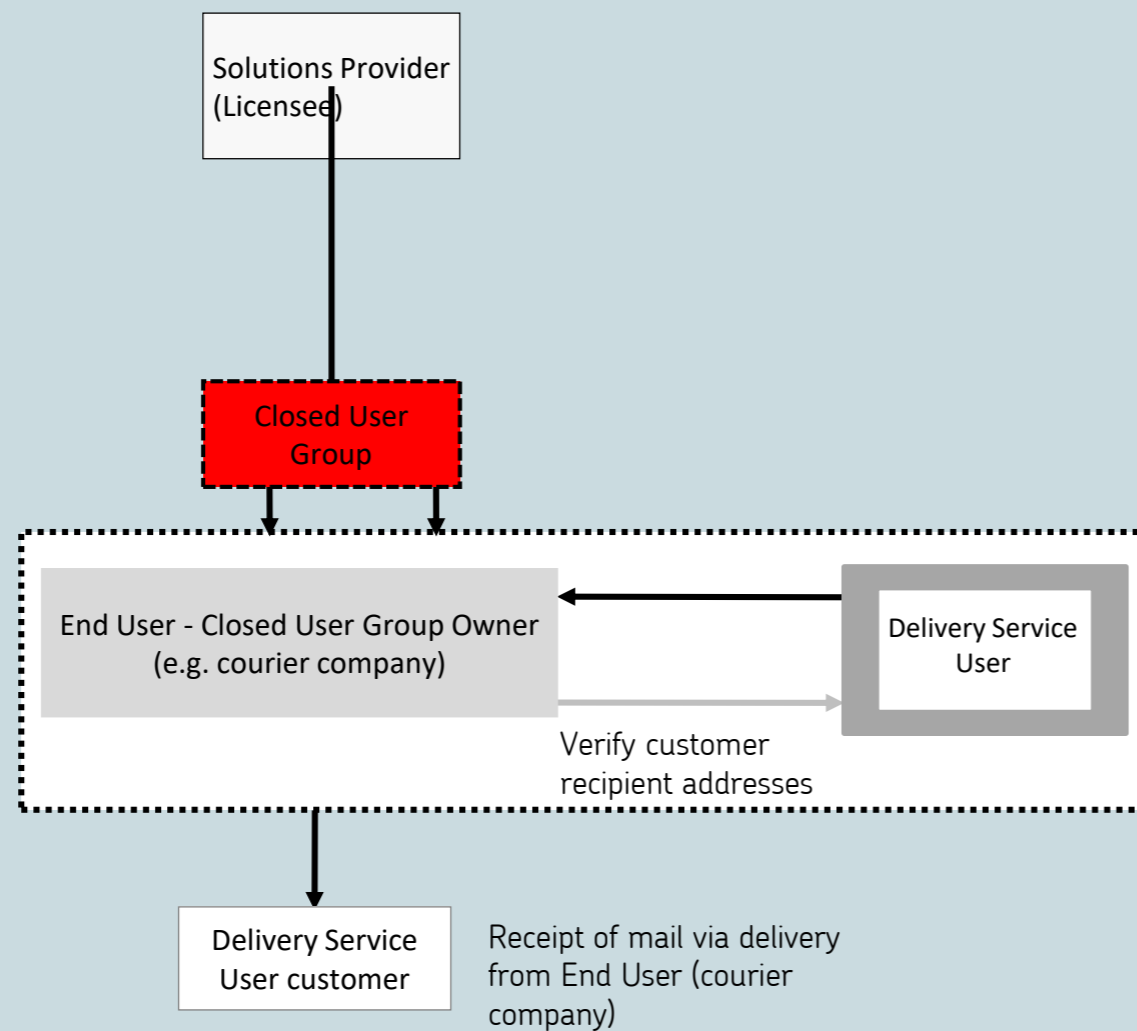 Solutions Provider
(Licensee)
Closed User
Group
End User - Closed User Group Owner
(e.g. courier company)
Delivery Service
User
Verify customer
recipient addresses
Delivery Service
User customer
Receipt of mail via delivery
from End User (courier
company)